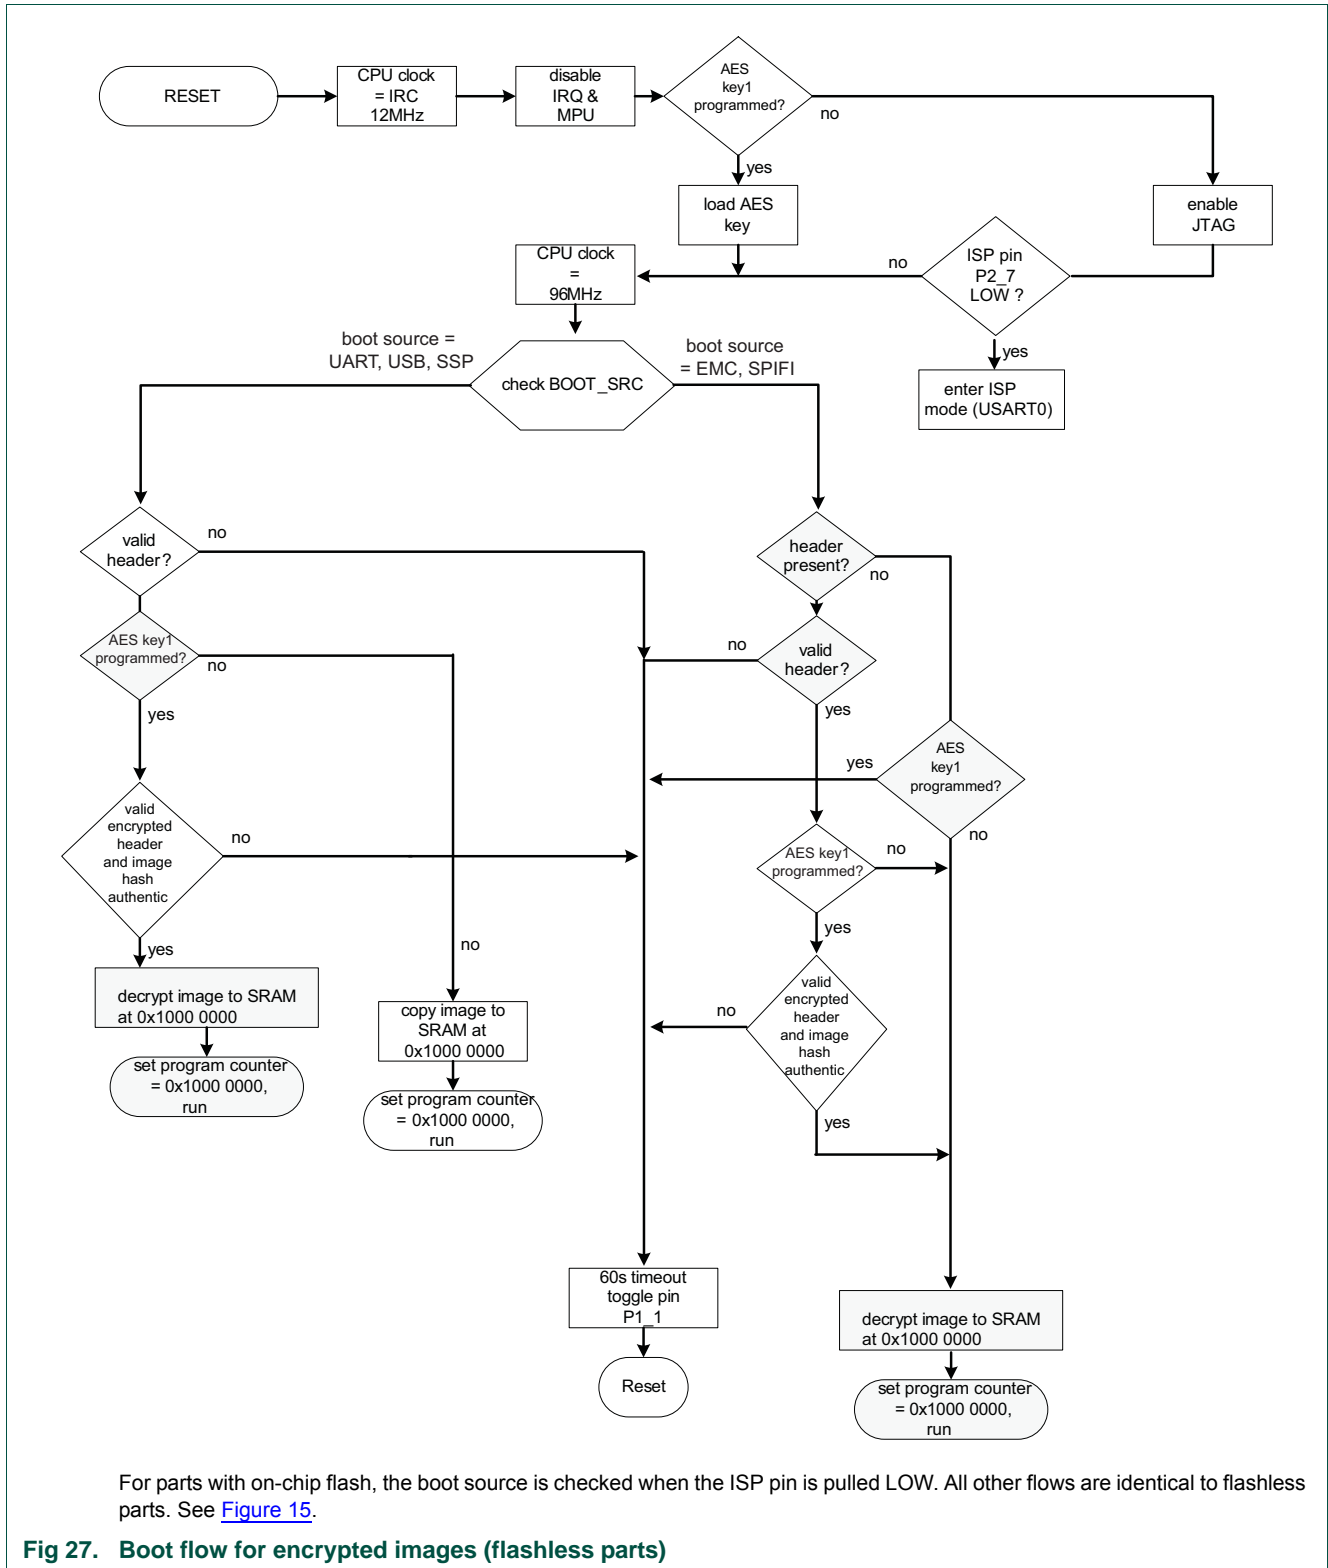 RESET
CPU clock
= IRC
12MHz
disable
IRQ &
MPU
AES
key1
programmed?
no
yes
load AES
key
enable
JTAG
CPU clock
=
96MHz
no
ISP pin
P2_7
LOW ?
yes
enter ISP
mode (USART0)
boot source =
UART, USB, SSP
check BOOT_SRC
boot source
= EMC, SPIFI
valid
header?
no
header
present?
no
AES key1
programmed?
no
yes
no
valid
header?
yes
yes
AES
key1
programmed?
no
valid
encrypted
header
and image
hash
authentic
no
yes
AES key1
programmed?
no
yes
decrypt image to SRAM
at 0x1000 0000
set program counter
= 0x1000 0000,
run
no
copy image to
SRAM at
0x1000 0000
set program counter
= 0x1000 0000,
run
no
valid
encrypted
header
and image
hash
authentic
yes
60s timeout
toggle pin
P1_1
Reset
decrypt image to SRAM
at 0x1000 0000
set program counter
= 0x1000 0000,
run
For parts with on-chip flash, the boot source is checked when the ISP pin is pulled LOW. All other flows are identical to flashless
parts. See Figure 15.
Fig 27. Boot flow for encrypted images (flashless parts)